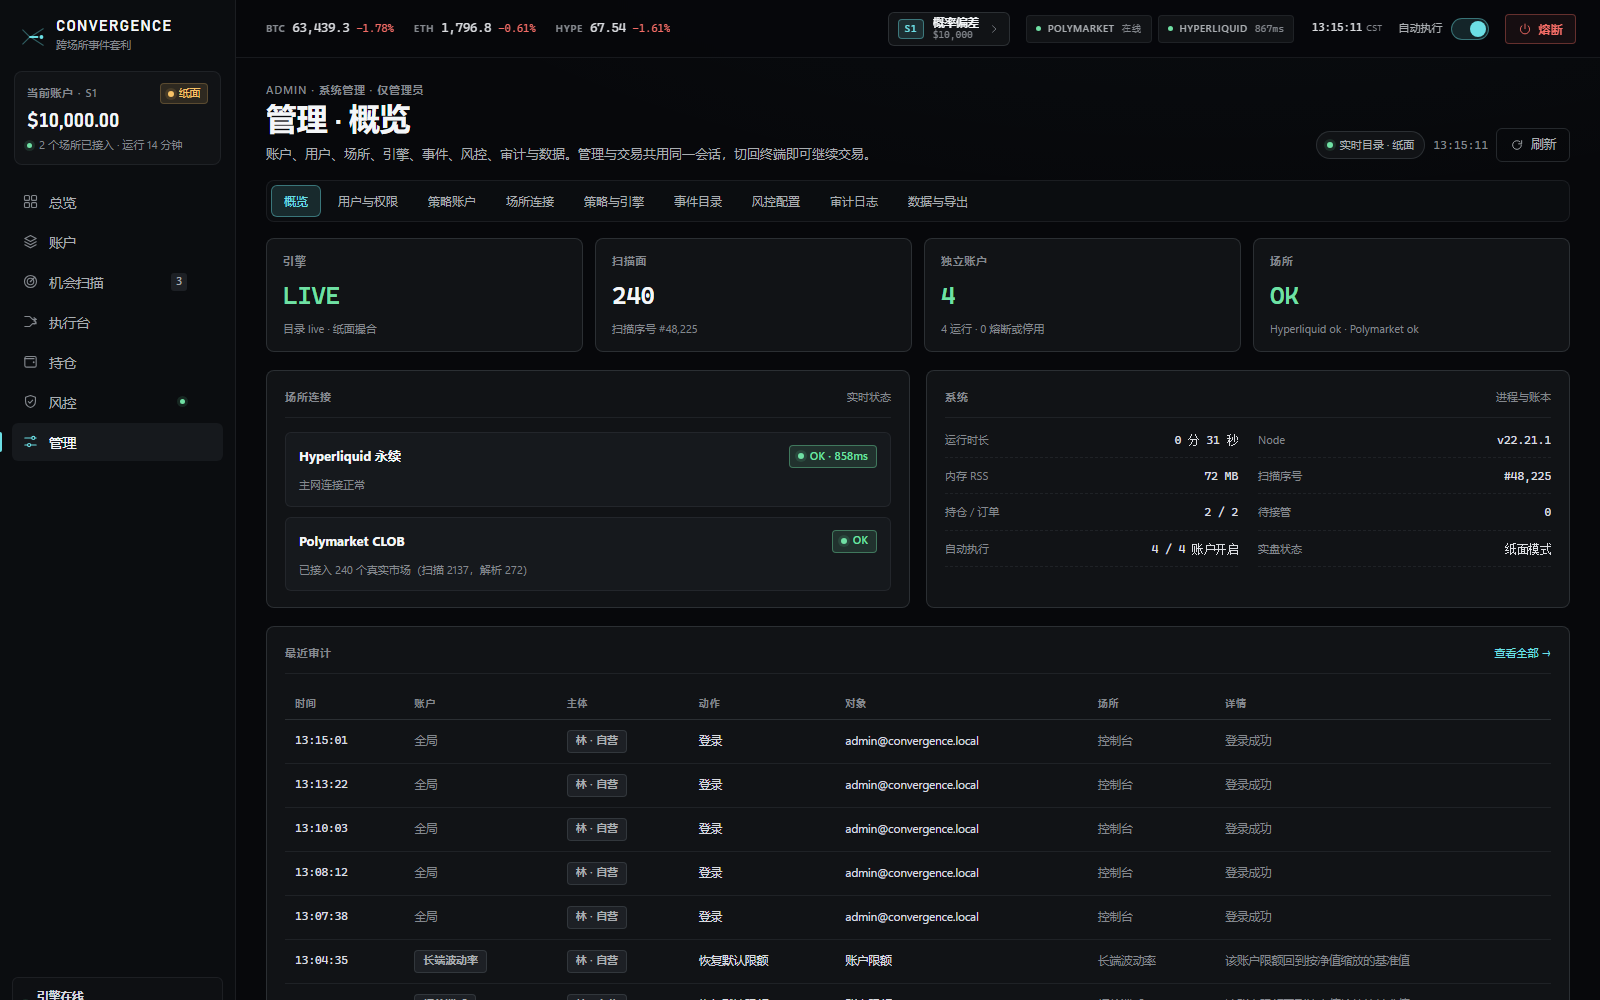 CONVERGENCE
跨场所事件套利
BTC 63,439.3 -1.78% ETH 1,796.8 -0.61% HYPE 67.54 -1.61%
S1 概率偏差 $10,000
POLYMARKET 在线
HYPERLIQUID 867ms
13:15:11 CST
自动执行
熔断
当前账户 · S1
纸面
$10,000.00
2 个场所已接入 · 运行 14 分钟
总览
账户
机会扫描 3
执行台
持仓
风控
管理
引擎在线
ADMIN · 系统管理 · 仅管理员
管理 · 概览
账户、用户、场所、引擎、事件、风控、审计与数据。管理与交易共用同一会话，切回终端即可继续交易。
实时目录 · 纸面
13:15:11
刷新
概览 用户与权限 策略账户 场所连接 策略与引擎 事件目录 风控配置 审计日志 数据与导出
引擎
LIVE
目录 live · 纸面撮合
扫描面
240
扫描序号 #48,225
独立账户
4
4 运行 · 0 熔断或停用
场所
OK
Hyperliquid ok · Polymarket ok
场所连接 实时状态
Hyperliquid 永续
OK · 858ms
主网连接正常
Polymarket CLOB
OK
已接入 240 个真实市场（扫描 2137，解析 272）
系统 进程与账本
运行时长 0 分 31 秒 Node v22.21.1
内存 RSS 72 MB 扫描序号 #48,225
持仓 / 订单 2 / 2 待接管 0
自动执行 4 / 4 账户开启 实盘状态 纸面模式
最近审计 查看全部 →
时间 账户 主体 动作 对象 场所 详情
13:15:01 全局 林 · 自营 登录 admin@convergence.local 控制台 登录成功
13:13:22 全局 林 · 自营 登录 admin@convergence.local 控制台 登录成功
13:10:03 全局 林 · 自营 登录 admin@convergence.local 控制台 登录成功
13:08:12 全局 林 · 自营 登录 admin@convergence.local 控制台 登录成功
13:07:38 全局 林 · 自营 登录 admin@convergence.local 控制台 登录成功
13:04:35 长端波动率 林 · 自营 恢复默认限额 账户限额 长端波动率 该账户限额回到按净值缩放的基准值